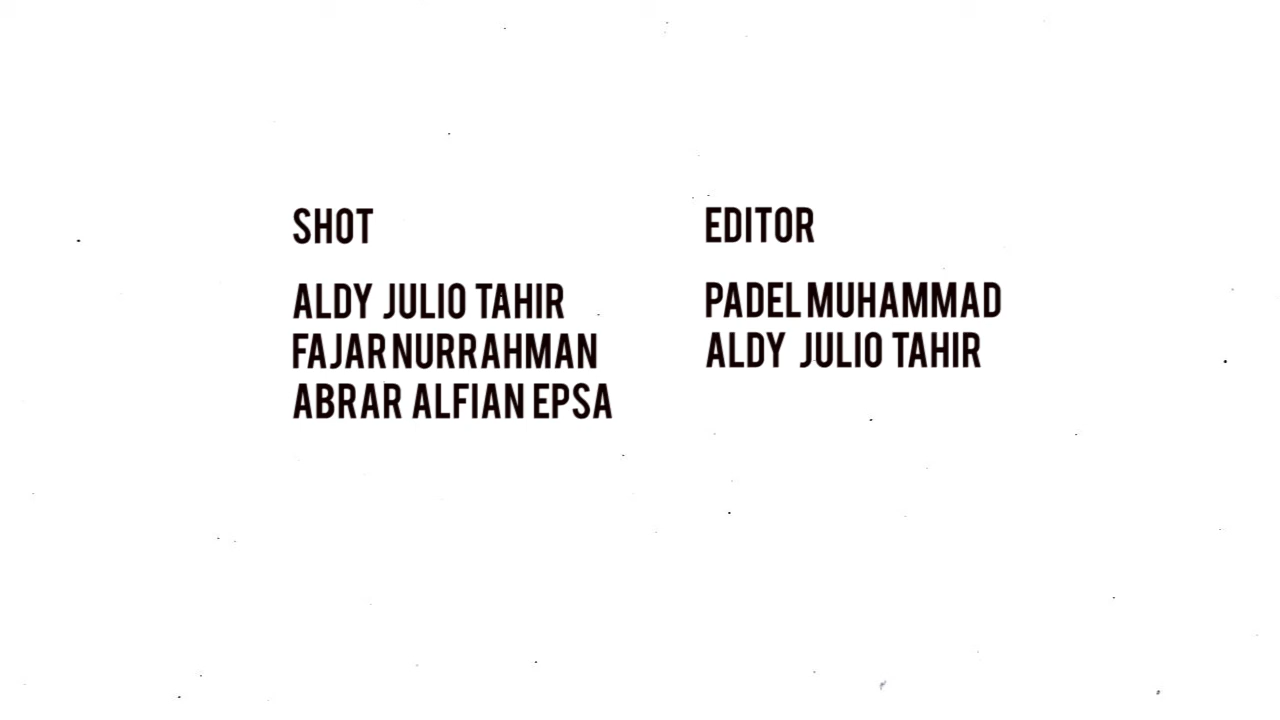 SHOT
ALDY JULIO TAHIR
FAJAR NURRAHMAN
ABRAR ALFIAN EPSA
EDITOR
PADEL MUHAMMAD
ALDY JULIO TAHIR